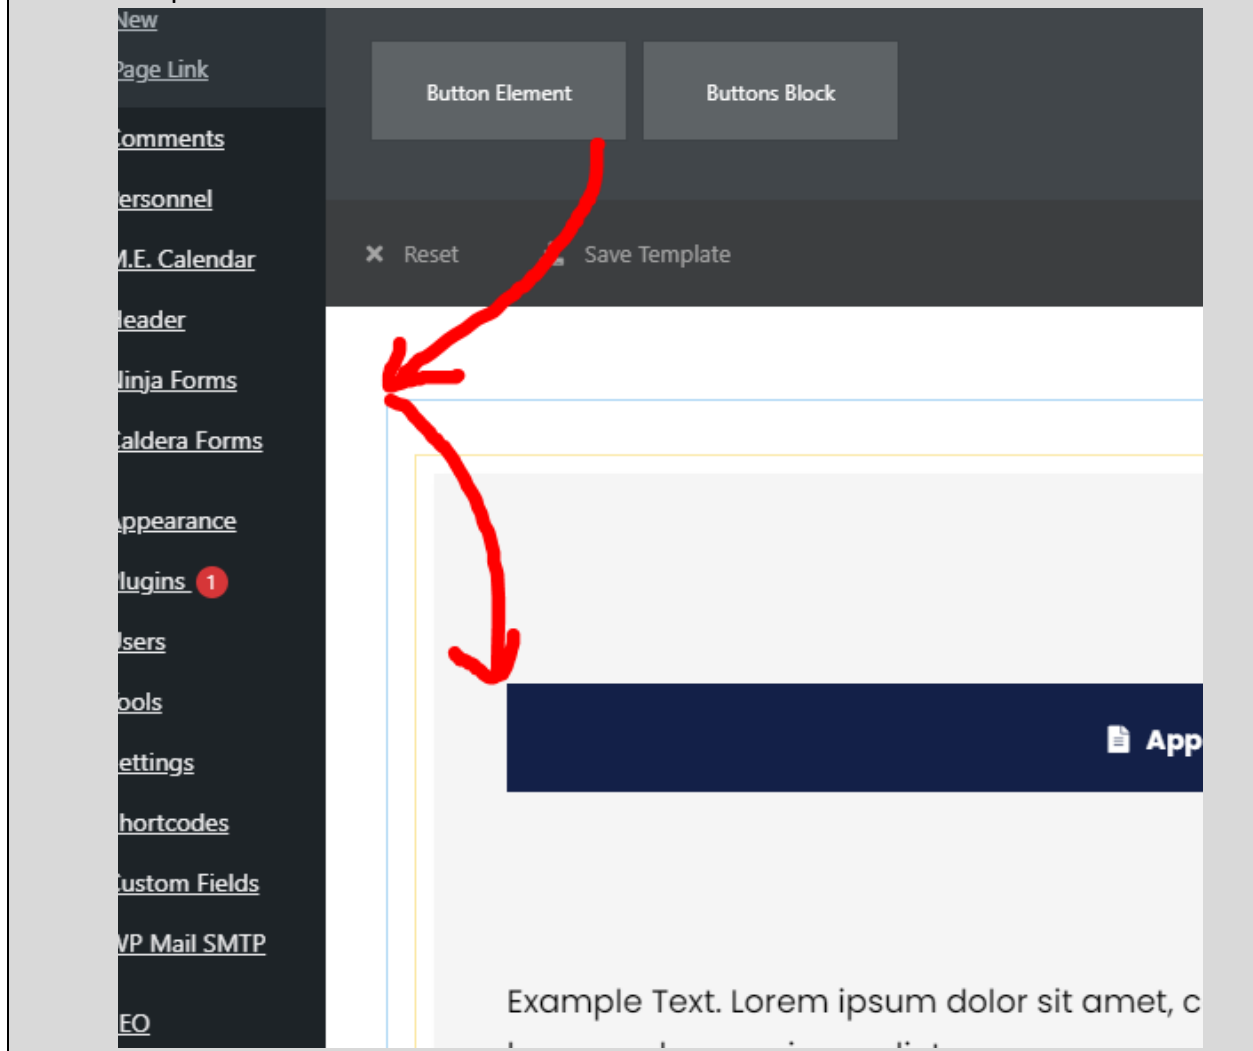 New
Page Link
Comments
Personnel
M.E. Calendar
Header
Ninja Forms
Caldera Forms
Appearance
Plugins 1
Users
Tools
Settings
Shortcodes
Custom Fields
WP Mail SMTP
SEO
Button Element
Buttons Block
Reset
Save Template
App
Example Text. Lorem ipsum dolor sit amet, c